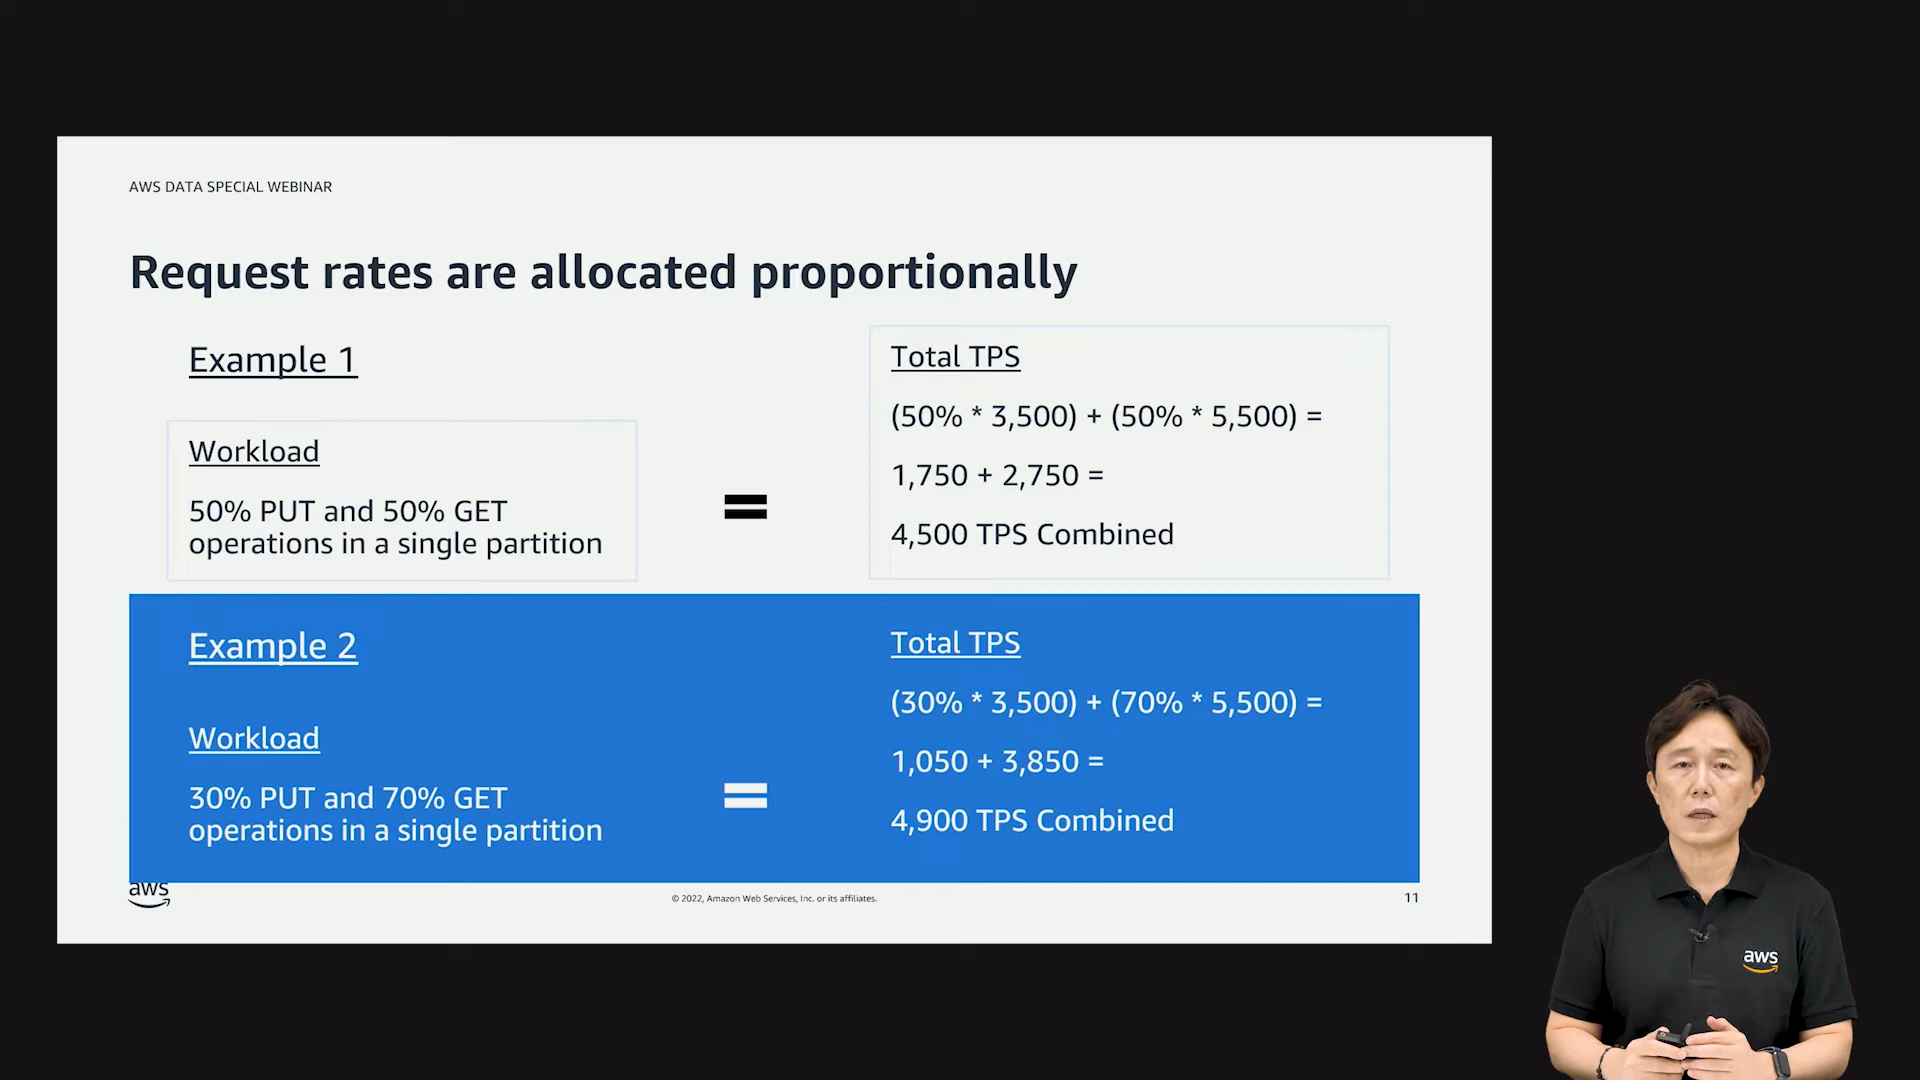 AWS DATA SPECIAL WEBINAR
Request rates are allocated proportionally
Example 1
Workload
50% PUT and 50% GET
operations in a single partition
=
Total TPS
(50% * 3,500) + (50% * 5,500) =
1,750 + 2,750 =
4,500 TPS Combined
Example 2
Workload
30% PUT and 70% GET
operations in a single partition
=
Total TPS
(30% * 3,500) + (70% * 5,500) =
1,050 + 3,850 =
4,900 TPS Combined
aws
© 2022, Amazon Web Services, Inc. or its affiliates.
11
aws